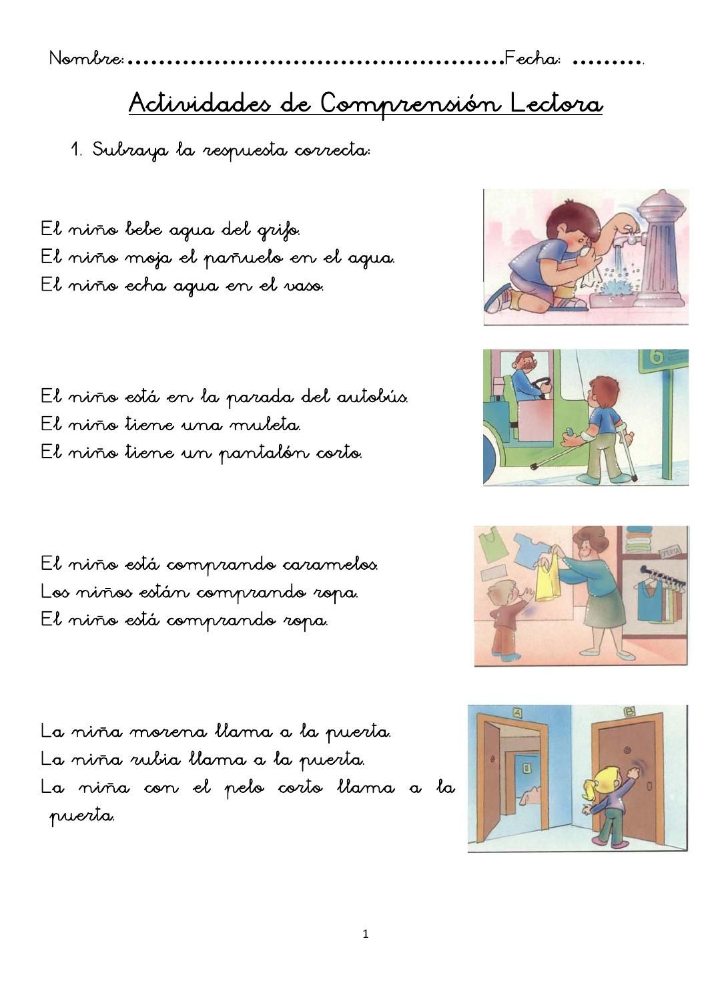 Nombre:................................................Fecha: ..........
Actividades de Comprensión Lectora
1. Subraya la respuesta correcta:
El niño bebe agua del grifo.
El niño moja el pañuelo en el agua.
El niño echa agua en el vaso.
6
El niño está en la parada del autobús.
El niño tiene una muleta.
El niño tiene un pantalón corto.
El niño está comprando caramelos.
Los niños están comprando ropa.
El niño está comprando ropa.
OFERTA
La niña morena llama a la puerta.
La niña rubia llama a la puerta.
La niña con el pelo corto llama a la
puerta.
A
B
1